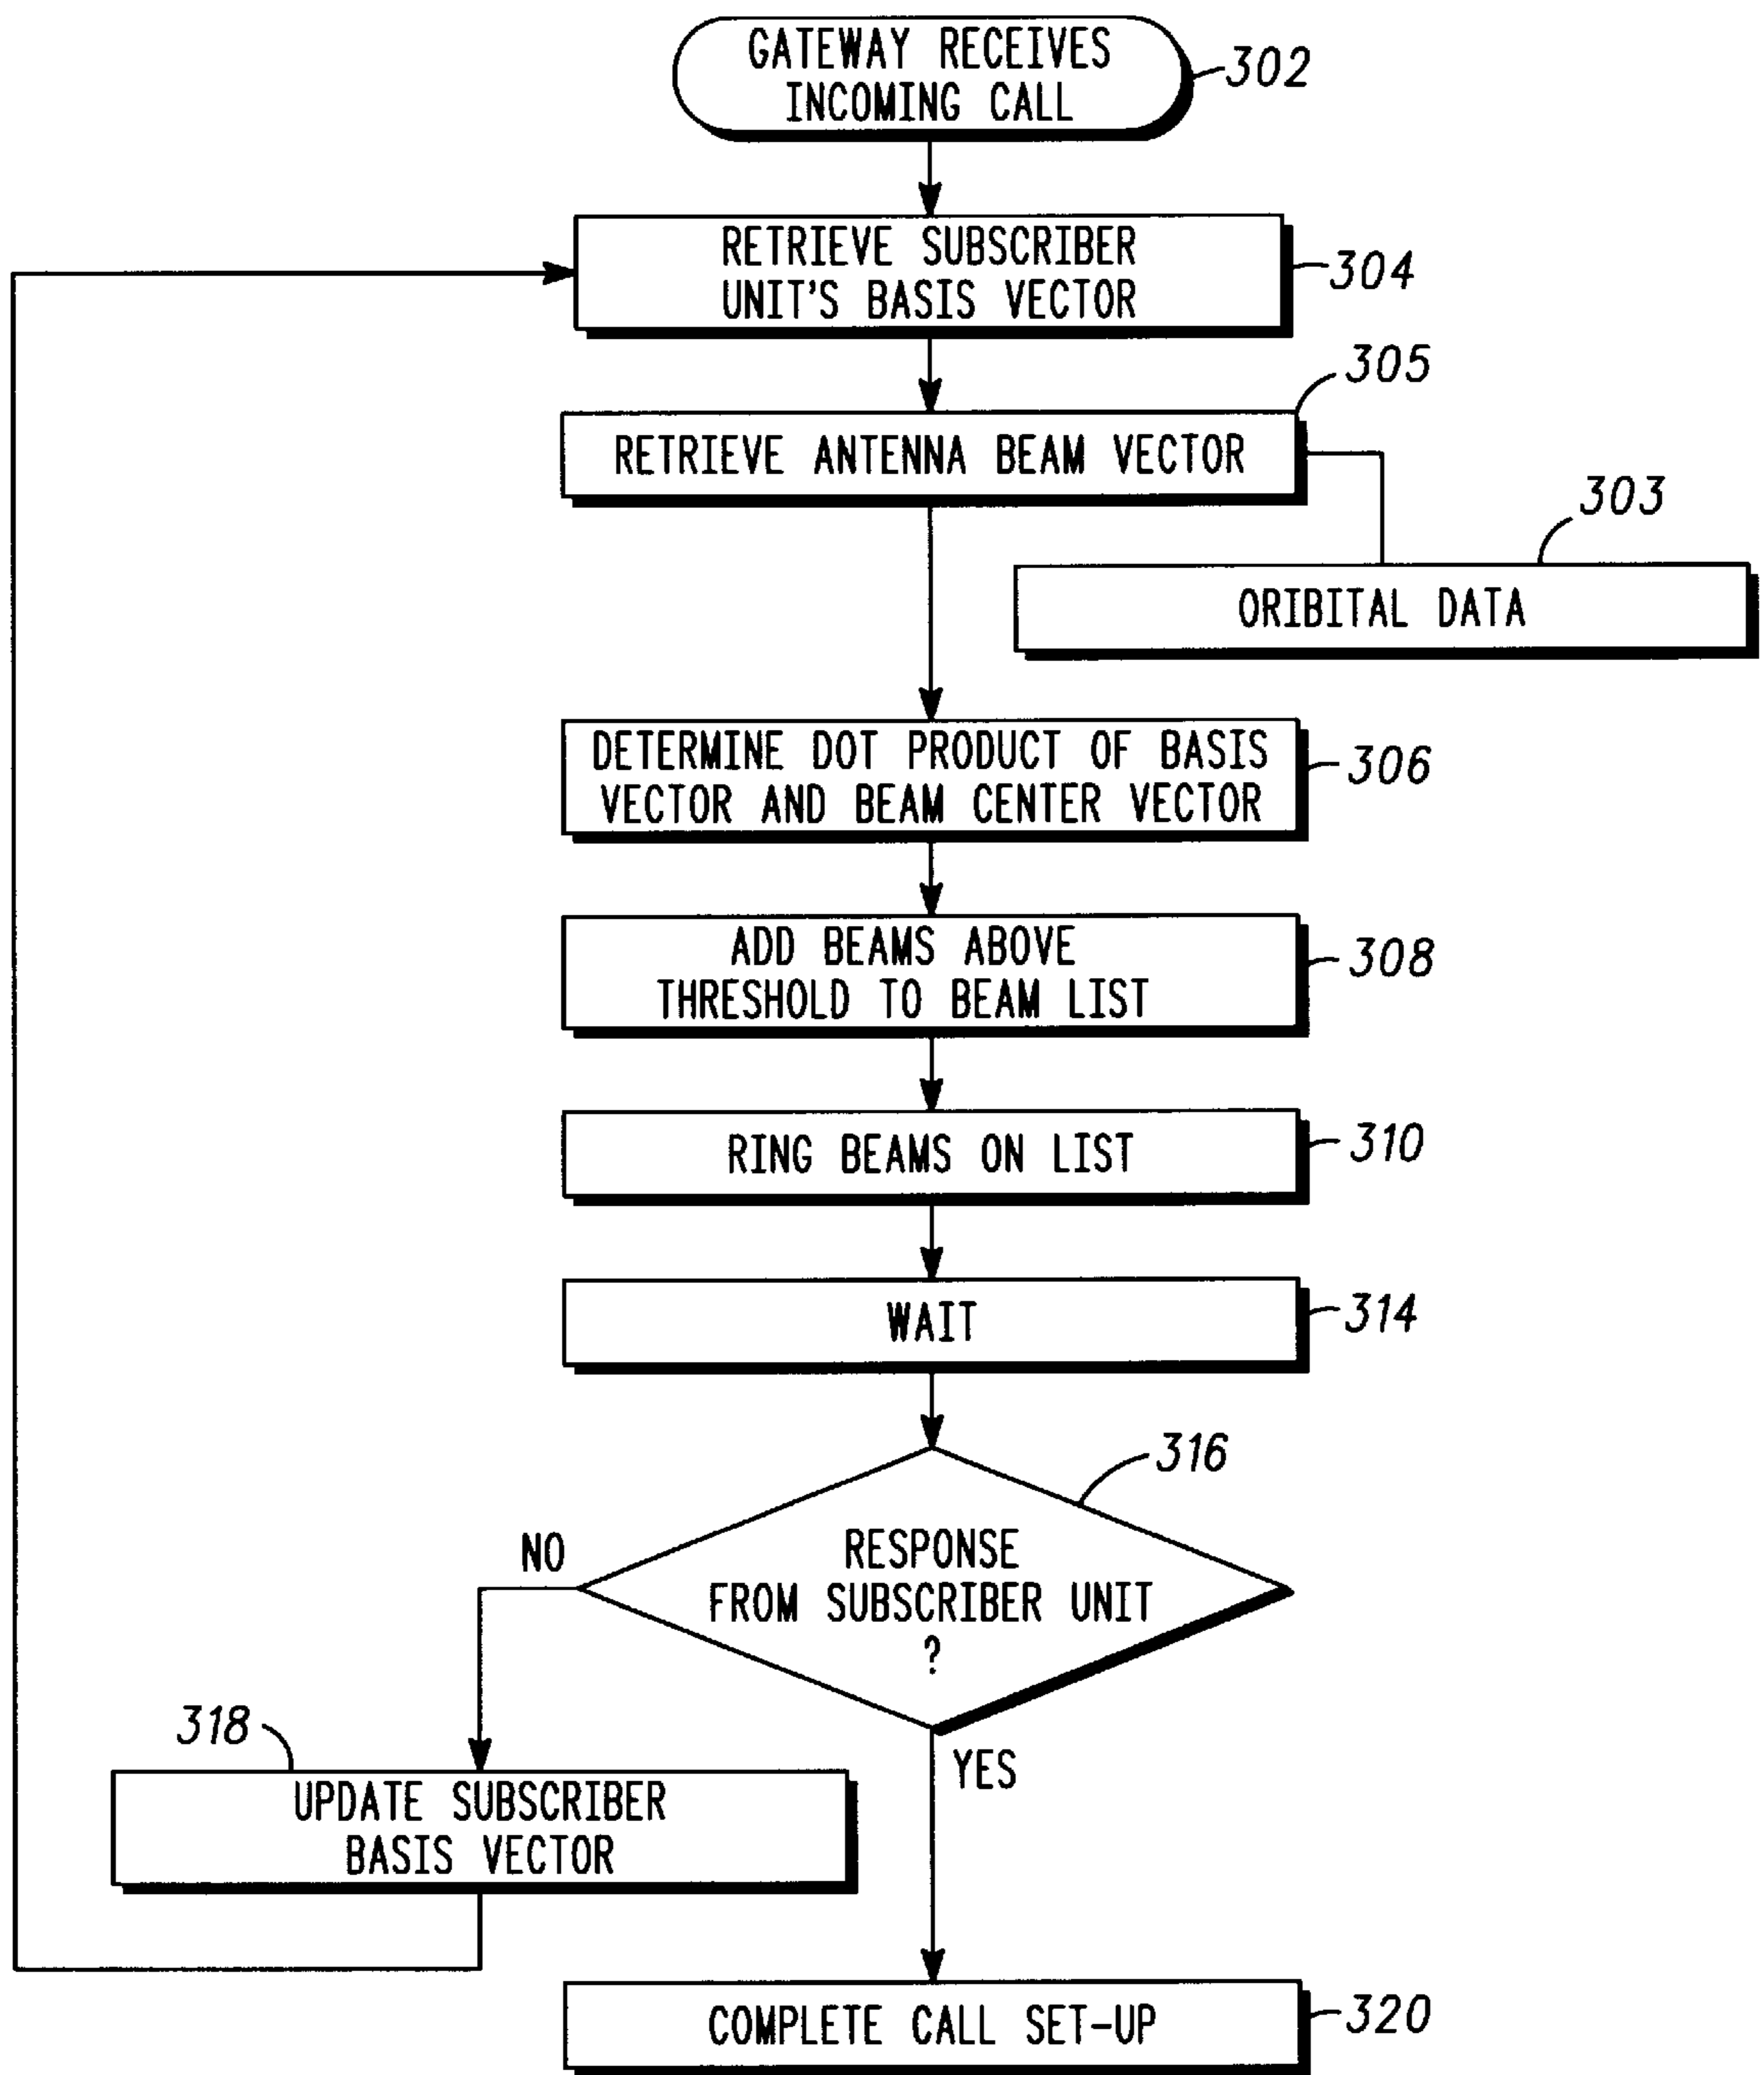 GATEWAY RECEIVES
INCOMING CALL
302
RETRIEVE SUBSCRIBER
UNIT'S BASIS VECTOR
304
305
RETRIEVE ANTENNA BEAM VECTOR
303
ORIBITAL DATA
DETERMINE DOT PRODUCT OF BASIS
VECTOR AND BEAM CENTER VECTOR
306
ADD BEAMS ABOVE
THRESHOLD TO BEAM LIST
308
RING BEAMS ON LIST
310
WAIT
314
316
RESPONSE
FROM SUBSCRIBER UNIT
?
NO
YES
318
UPDATE SUBSCRIBER
BASIS VECTOR
COMPLETE CALL SET-UP
320